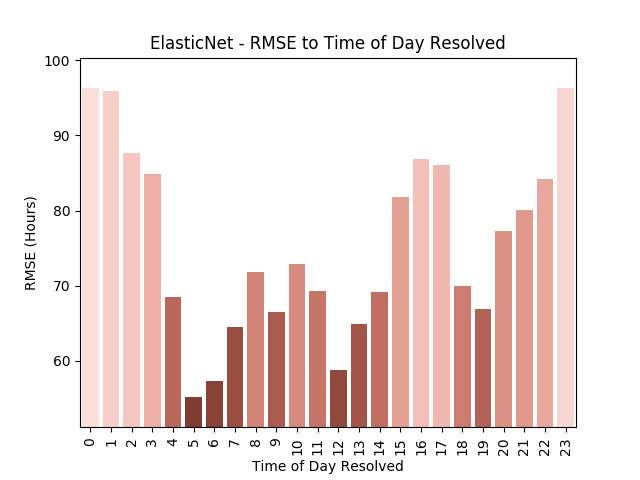 ElasticNet - RMSE to Time of Day Resolved
100
90
80
70
60
RMSE (Hours)
0 1 2 3 4 5 6 7 8 9 10 11 12 13 14 15 16 17 18 19 20 21 22 23
Time of Day Resolved